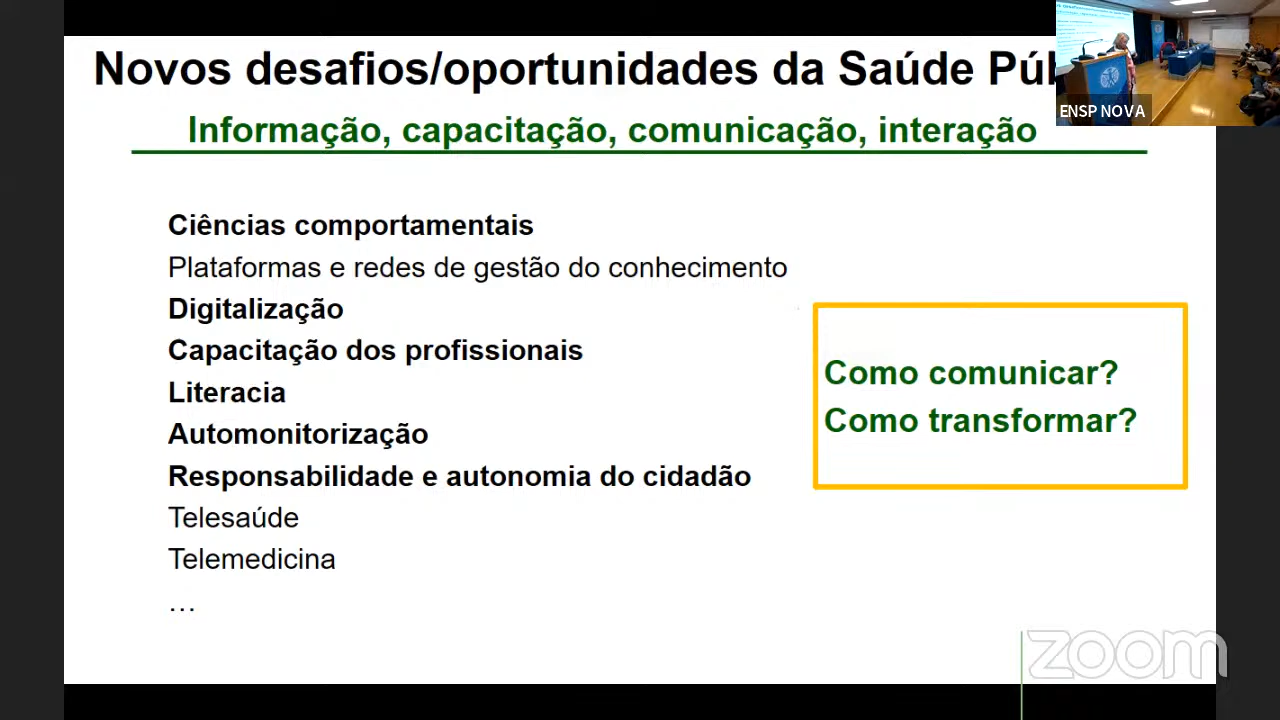 Novos desafios/oportunidades da Saúde
ENSP NOVA
Informação, capacitação, comunicação, interação
Ciências comportamentais
Plataformas e redes de gestão do conhecimento
Digitalização
Capacitação dos profissionais
Literacia
Automonitorização
Responsabilidade e autonomia do cidadão
Telesaúde
Telemedicina
…
Como comunicar?
Como transformar?
zoom